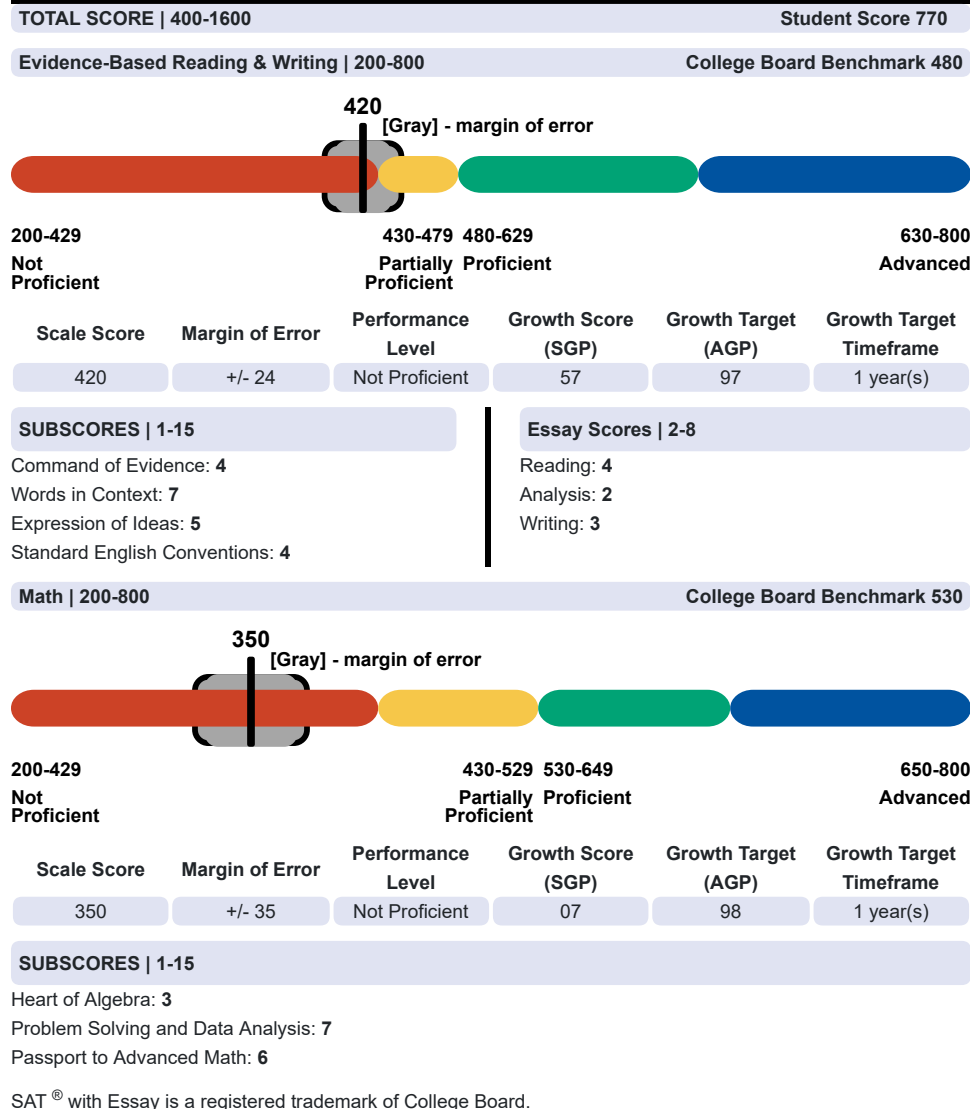 TOTAL SCORE | 400-1600 Student Score 770
Evidence-Based Reading & Writing | 200-800 College Board Benchmark 480
420
[Gray] - margin of error
200-429 430-479 480-629 630-800
Not Partially Proficient Advanced
Proficient Proficient
Scale Score Margin of Error Performance Level Growth Score (SGP) Growth Target (AGP) Growth Target Timeframe
420 +/- 24 Not Proficient 57 97 1 year(s)
SUBSCORES | 1-15
Command of Evidence: 4
Words in Context: 7
Expression of Ideas: 5
Standard English Conventions: 4
Essay Scores | 2-8
Reading: 4
Analysis: 2
Writing: 3
Math | 200-800 College Board Benchmark 530
350
[Gray] - margin of error
200-429 430-529 530-649 650-800
Not Partially Proficient Advanced
Proficient Proficient
Scale Score Margin of Error Performance Level Growth Score (SGP) Growth Target (AGP) Growth Target Timeframe
350 +/- 35 Not Proficient 07 98 1 year(s)
SUBSCORES | 1-15
Heart of Algebra: 3
Problem Solving and Data Analysis: 7
Passport to Advanced Math: 6
SAT ® with Essay is a registered trademark of College Board.